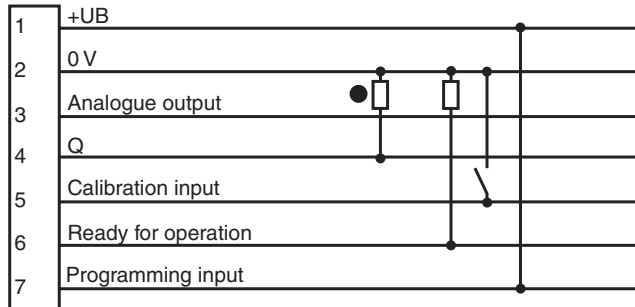 1 +UB
2 0 V
3 Analogue output
4 Q
5 Calibration input
6 Ready for operation
7 Programming input